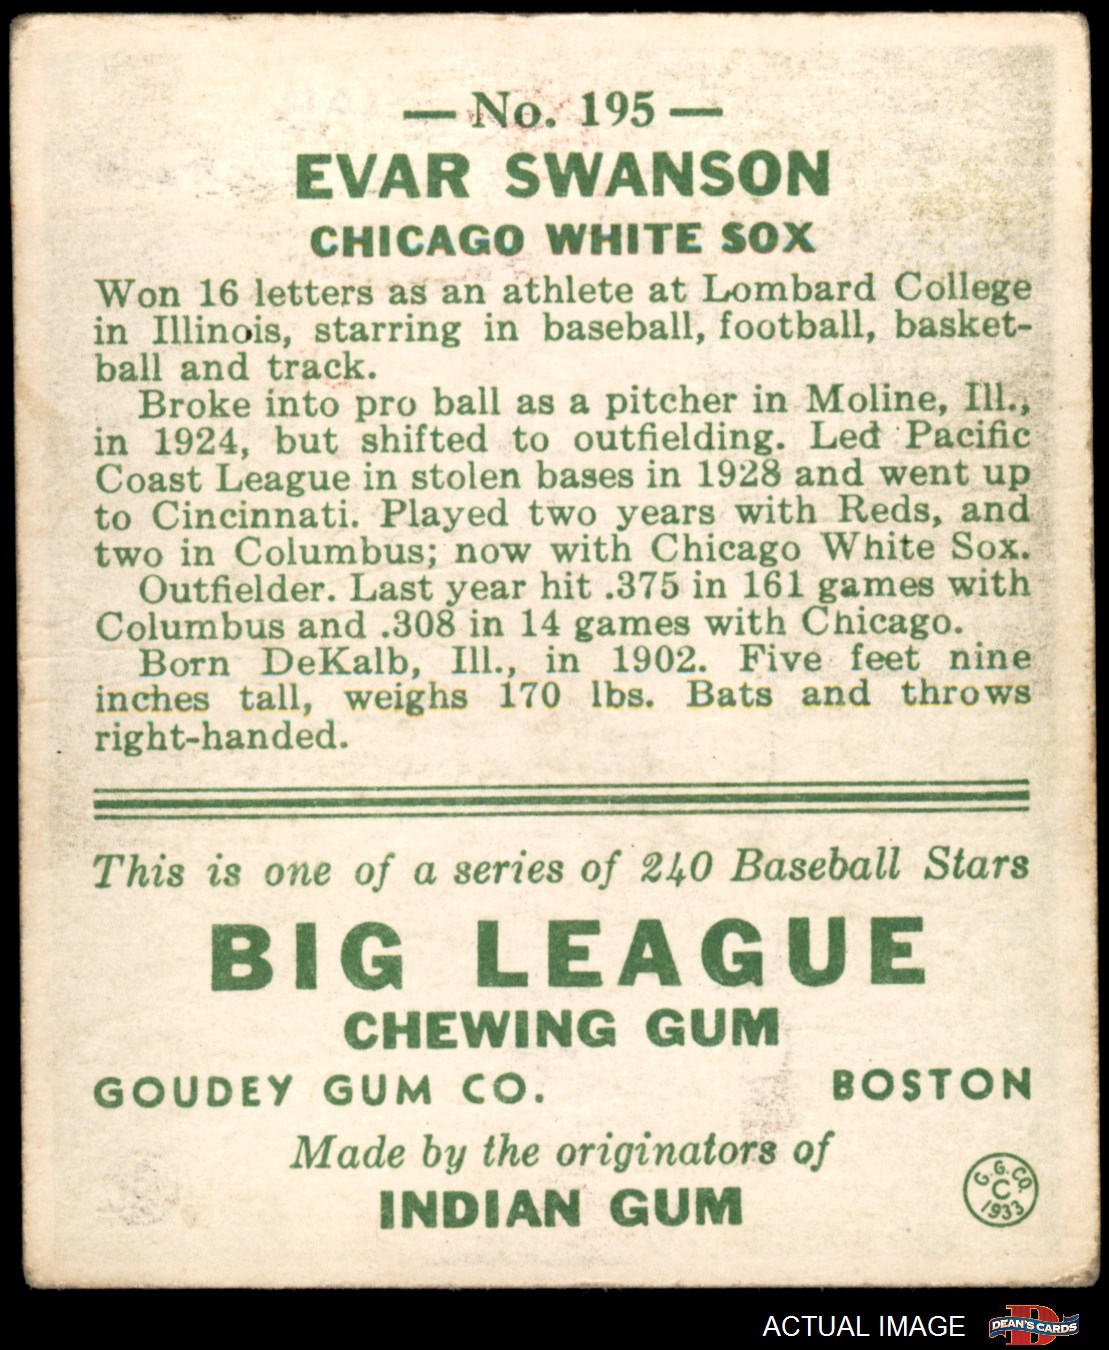 — No. 195 —
EVAR SWANSON
CHICAGO WHITE SOX
Won 16 letters as an athlete at Lombard College
in Illinois, starring in baseball, football, basket-
ball and track.
Broke into pro ball as a pitcher in Moline, Ill.,
in 1924, but shifted to outfielding. Led Pacific
Coast League in stolen bases in 1928 and went up
to Cincinnati. Played two years with Reds, and
two in Columbus; now with Chicago White Sox.
Outfielder. Last year hit .375 in 161 games with
Columbus and .308 in 14 games with Chicago.
Born DeKalb, Ill., in 1902. Five feet nine
inches tall, weighs 170 lbs. Bats and throws
right-handed.
This is one of a series of 240 Baseball Stars
BIG LEAGUE
CHEWING GUM
GOUDEY GUM CO. BOSTON
Made by the originators of
INDIAN GUM
G. G. CO.
C
1933
ACTUAL IMAGE
D
DEAN'S CARDS